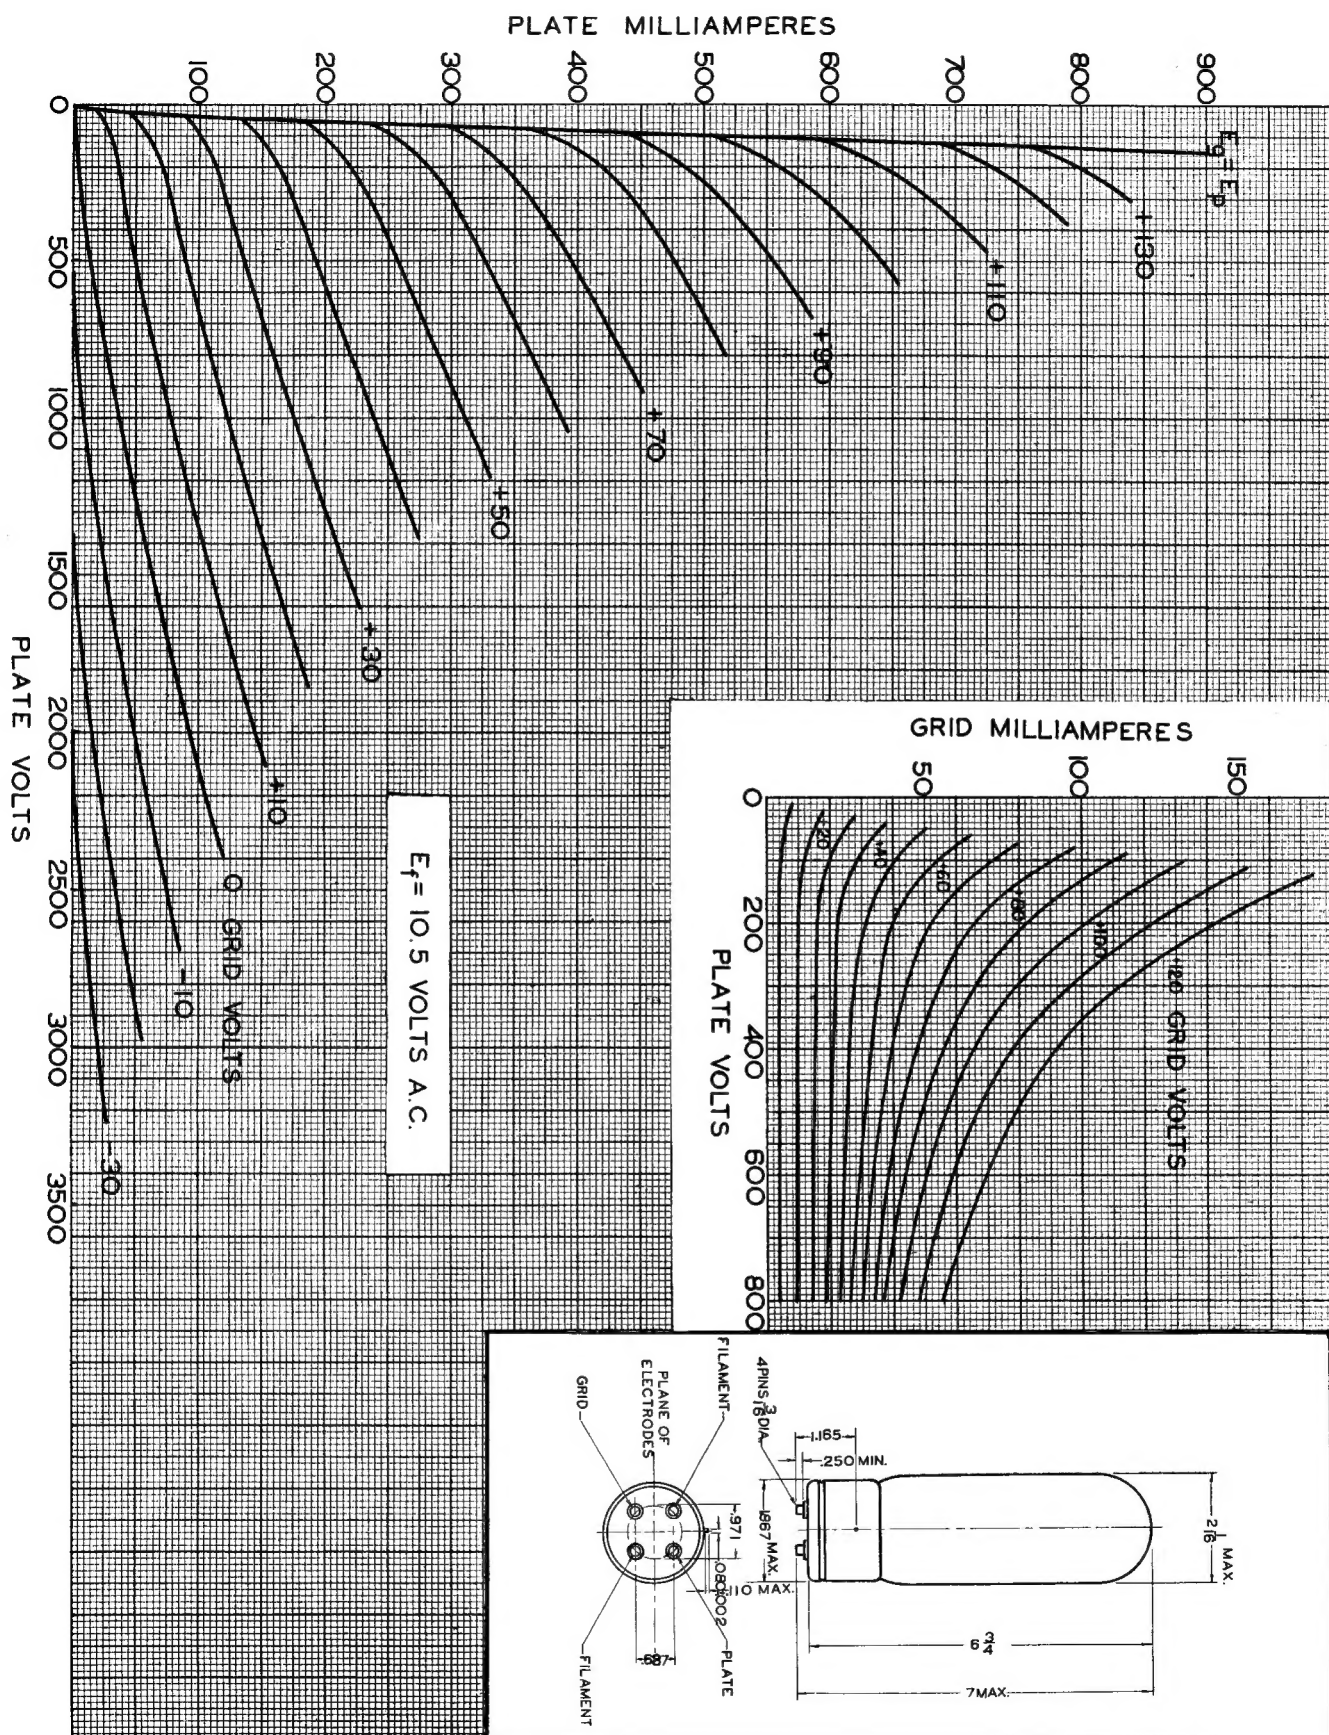 PLATE MILLIAMPERES
100
200
300
400
500
600
700
800
900
0
500
1000
1500
2000
2500
3000
3500
PLATE VOLTS
Eg = Ep
+130
+110
+90
+70
+50
+30
+10
0 GRID VOLTS
-10
-30
Ef = 10.5 VOLTS A.C.
GRID MILLIAMPERES
50
100
150
0
200
400
600
800
PLATE VOLTS
+20
+40
+60
+80
+100
+120 GRID VOLTS
FILAMENT
PLANE OF
ELECTRODES
GRID
4 PINS 3/16 DIA.
1.165
.250 MIN.
1.867 MAX.
2 1/16 MAX.
.971
.110 MAX.
.687
PLATE
FILAMENT
6 3/4
7 MAX.